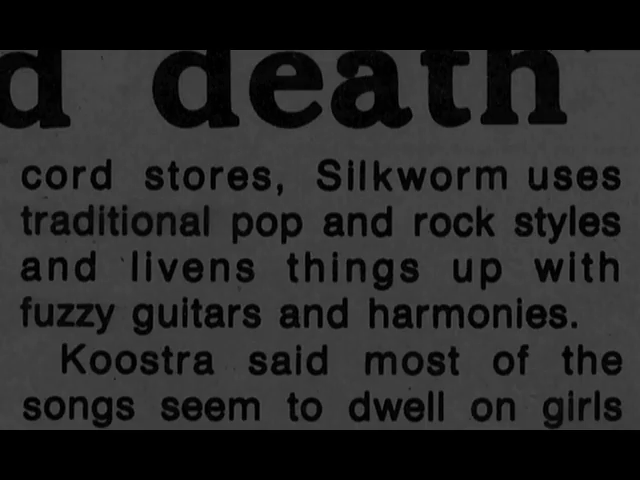 d death
cord stores, Silkworm uses
traditional pop and rock styles
and livens things up with
fuzzy guitars and harmonies.
Koostra said most of the
songs seem to dwell on girls